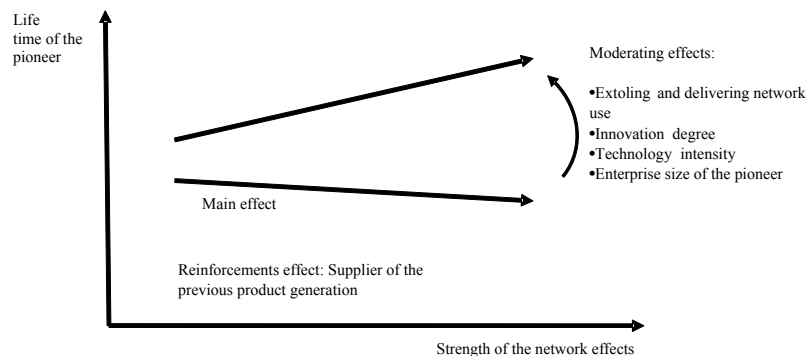 Life
time of the
pioneer
Moderating effects:
•Extoling and delivering network
use
•Innovation degree
•Technology intensity
•Enterprise size of the pioneer
Main effect
Reinforcements effect: Supplier of the
previous product generation
Strength of the network effects